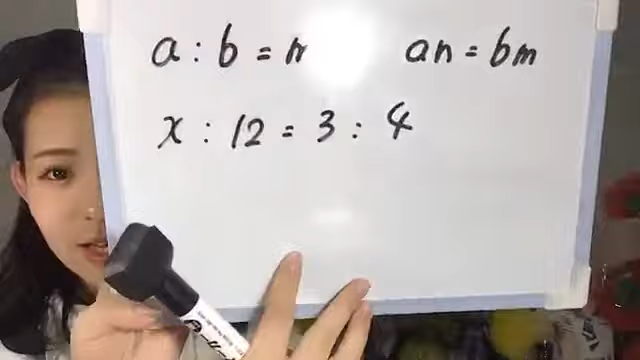 a : b = m an = bm
x : 12 = 3 : 4